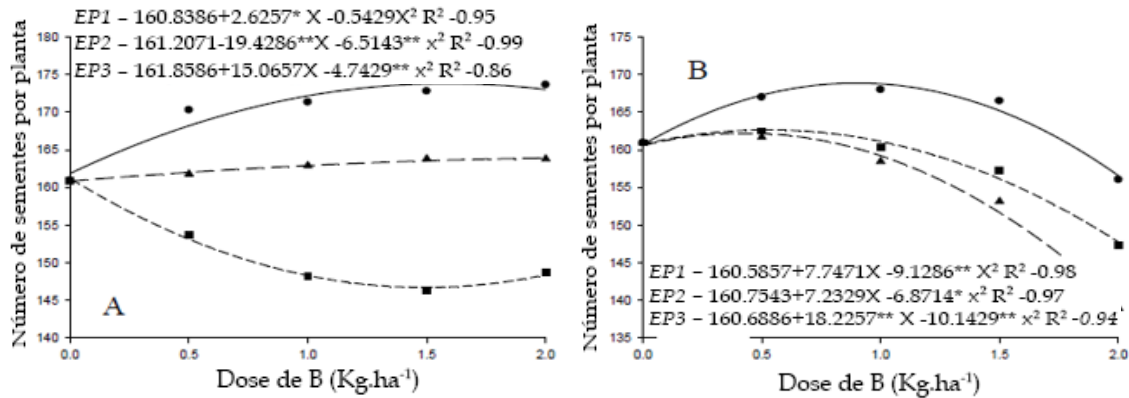 EP1 – 160.8386+2.6257* X -0.5429X² R² -0.95
EP2 – 161.2071-19.4286**X -6.5143** x² R² -0.99
EP3 – 161.8586+15.0657X -4.7429** x² R² -0.86
Número de sementes por planta
175
170
165
160
155
150
145
140
A
0.0 0.5 1.0 1.5 2.0
Dose de B (Kg.ha⁻¹)
B
Número de sementes por planta
175
170
165
160
155
150
145
140
135
EP1 – 160.5857+7.7471X -9.1286** X² R² -0.98
EP2 – 160.7543+7.2329X -6.8714* x² R² -0.97
EP3 – 160.6886+18.2257** X -10.1429** x² R² -0.94
0.0 0.5 1.0 1.5 2.0
Dose de B (Kg.ha⁻¹)